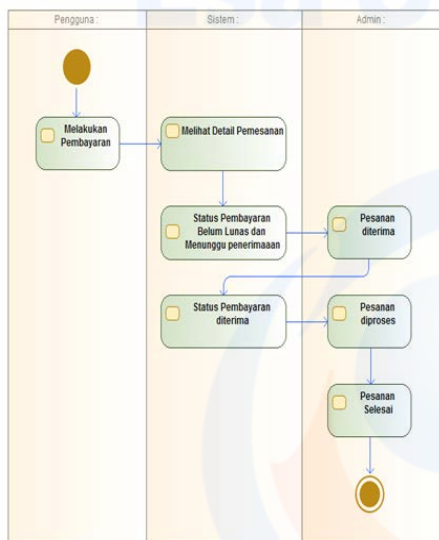 Pengguna :
Sistem :
Admin :
Melakukan
Pembayaran
Melihat Detail Pemesanan
Status Pembayaran
Belum Lunas dan
Menunggu penerimaaan
Pesanan
diterima
Status Pembayaran
diterima
Pesanan
diproses
Pesanan
Selesai